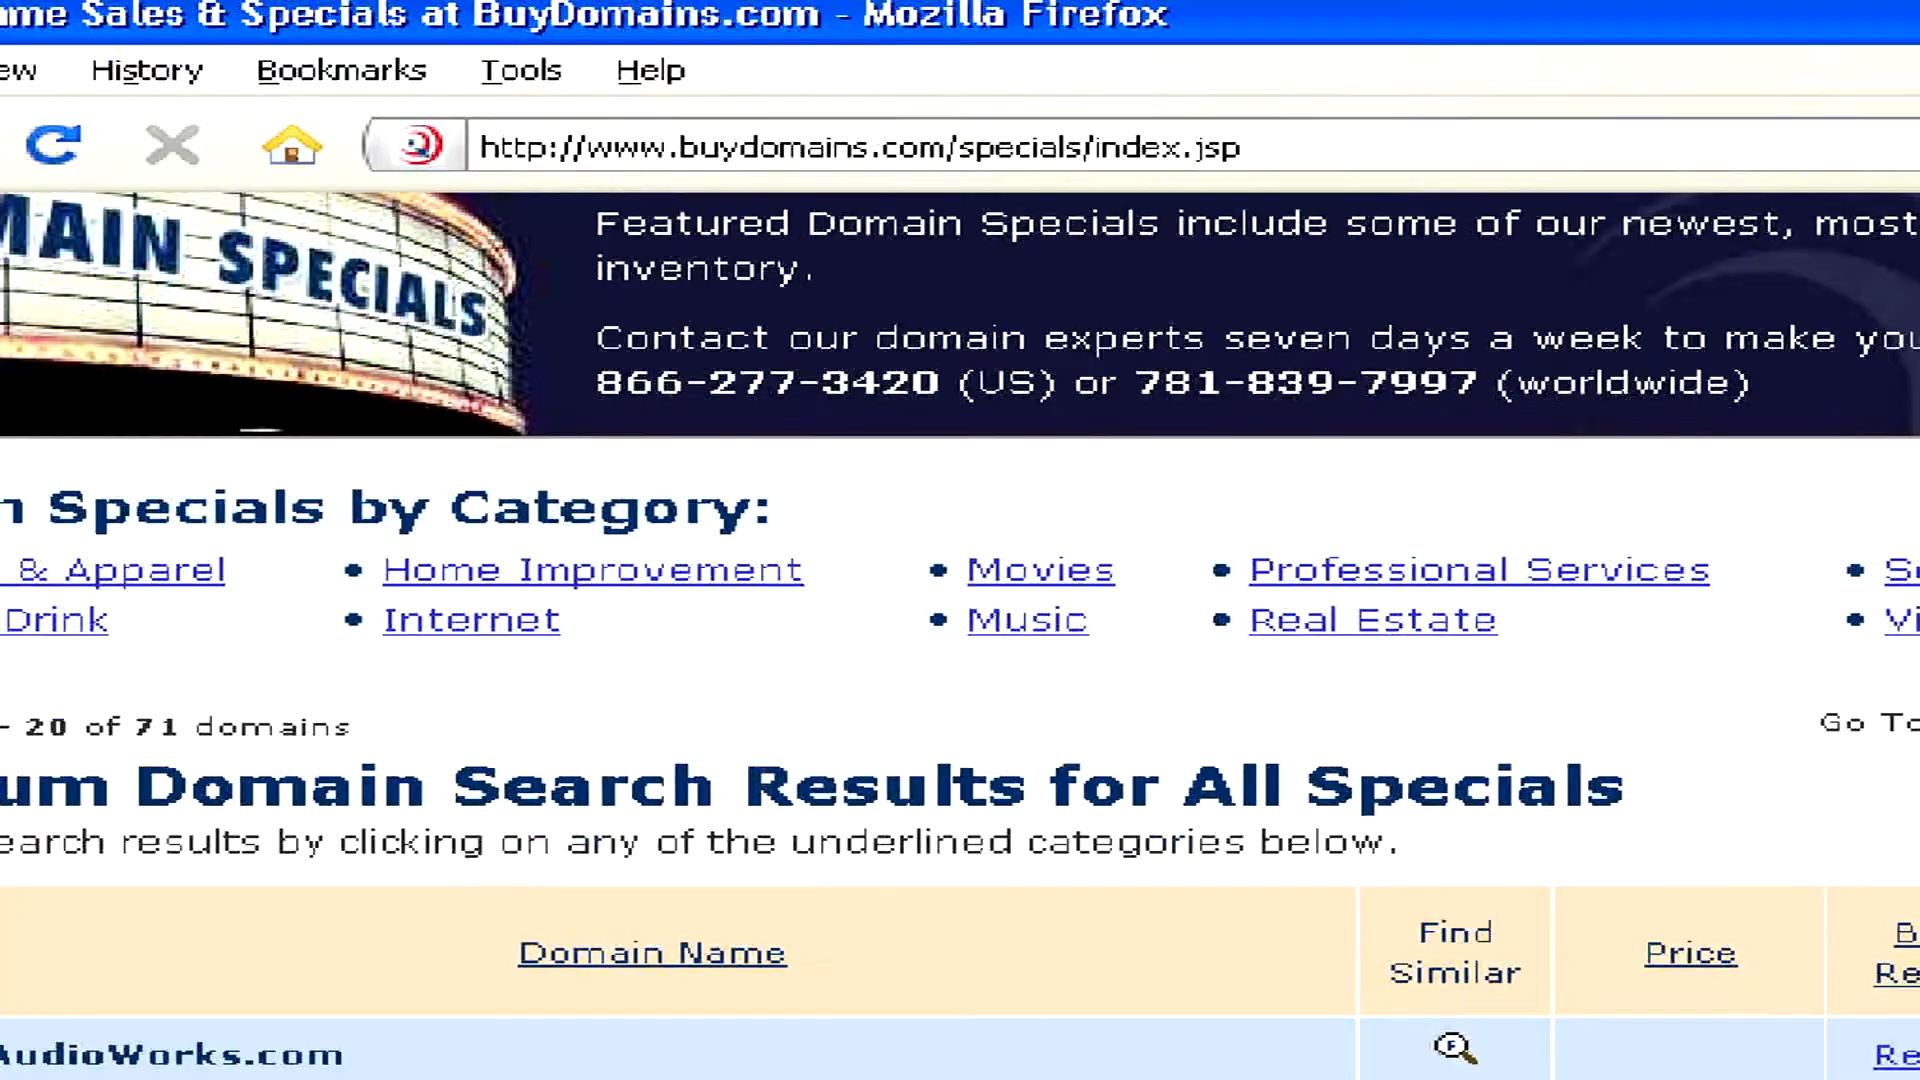 ame Sales & Specials at BuyDomains.com - Mozilla Firefox
ew History Bookmarks Tools Help
http://www.buydomains.com/specials/index.jsp
MAIN SPECIALS
Featured Domain Specials include some of our newest, most
inventory.
Contact our domain experts seven days a week to make you
866-277-3420 (US) or 781-839-7997 (worldwide)
n Specials by Category:
& Apparel • Home Improvement • Movies • Professional Services • Se
Drink • Internet • Music • Real Estate • Vi
- 20 of 71 domains Go To
um Domain Search Results for All Specials
earch results by clicking on any of the underlined categories below.
Domain Name Find Similar Price B Re
AudioWorks.com Re